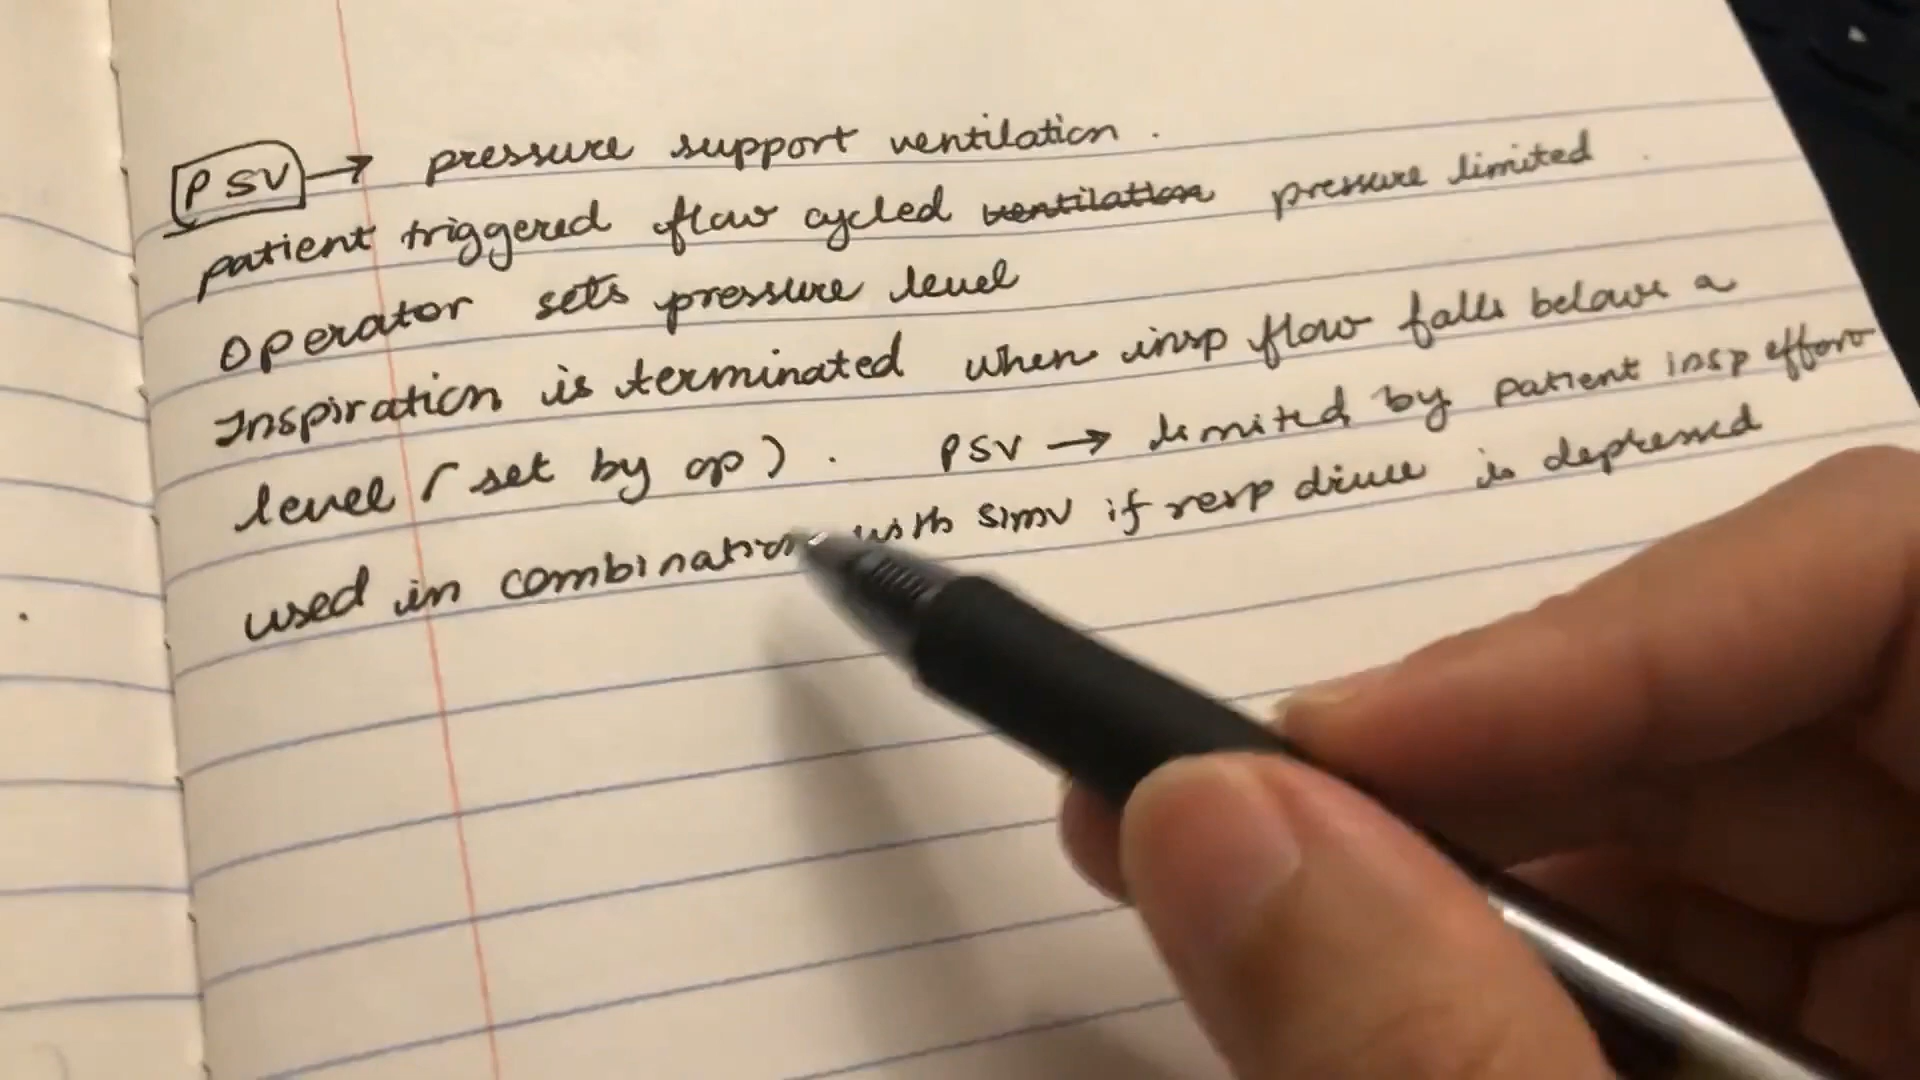 PSV → pressure support ventilation.
patient triggered flow cycled ventilation pressure limited
Operator sets pressure level
Inspiration is terminated when insp flow falls below a
level (set by op). PSV → limited by patient insp effort
used in combination with SIMV if resp drive is depressed